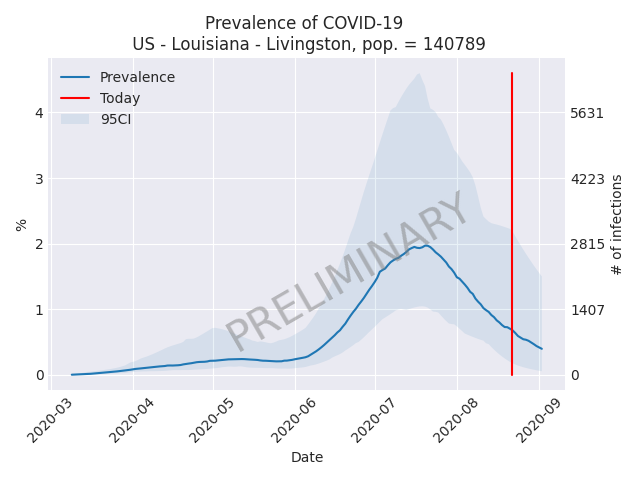 Prevalence of COVID-19
US - Louisiana - Livingston, pop. = 140789
Prevalence
Today
95CI
PRELIMINARY
%
4
3
2
1
0
5631
4223
2815
1407
0
# of infections
2020-03
2020-04
2020-05
2020-06
2020-07
2020-08
2020-09
Date